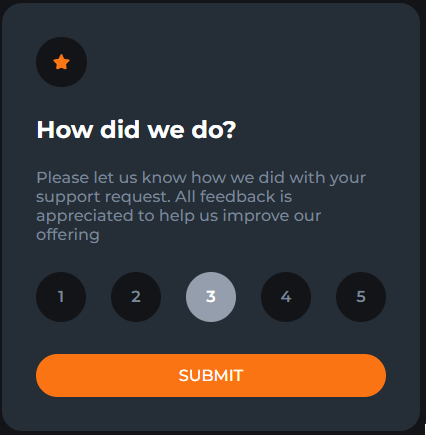 How did we do?
Please let us know how we did with your
support request. All feedback is
appreciated to help us improve our
offering
1 2 3 4 5
SUBMIT